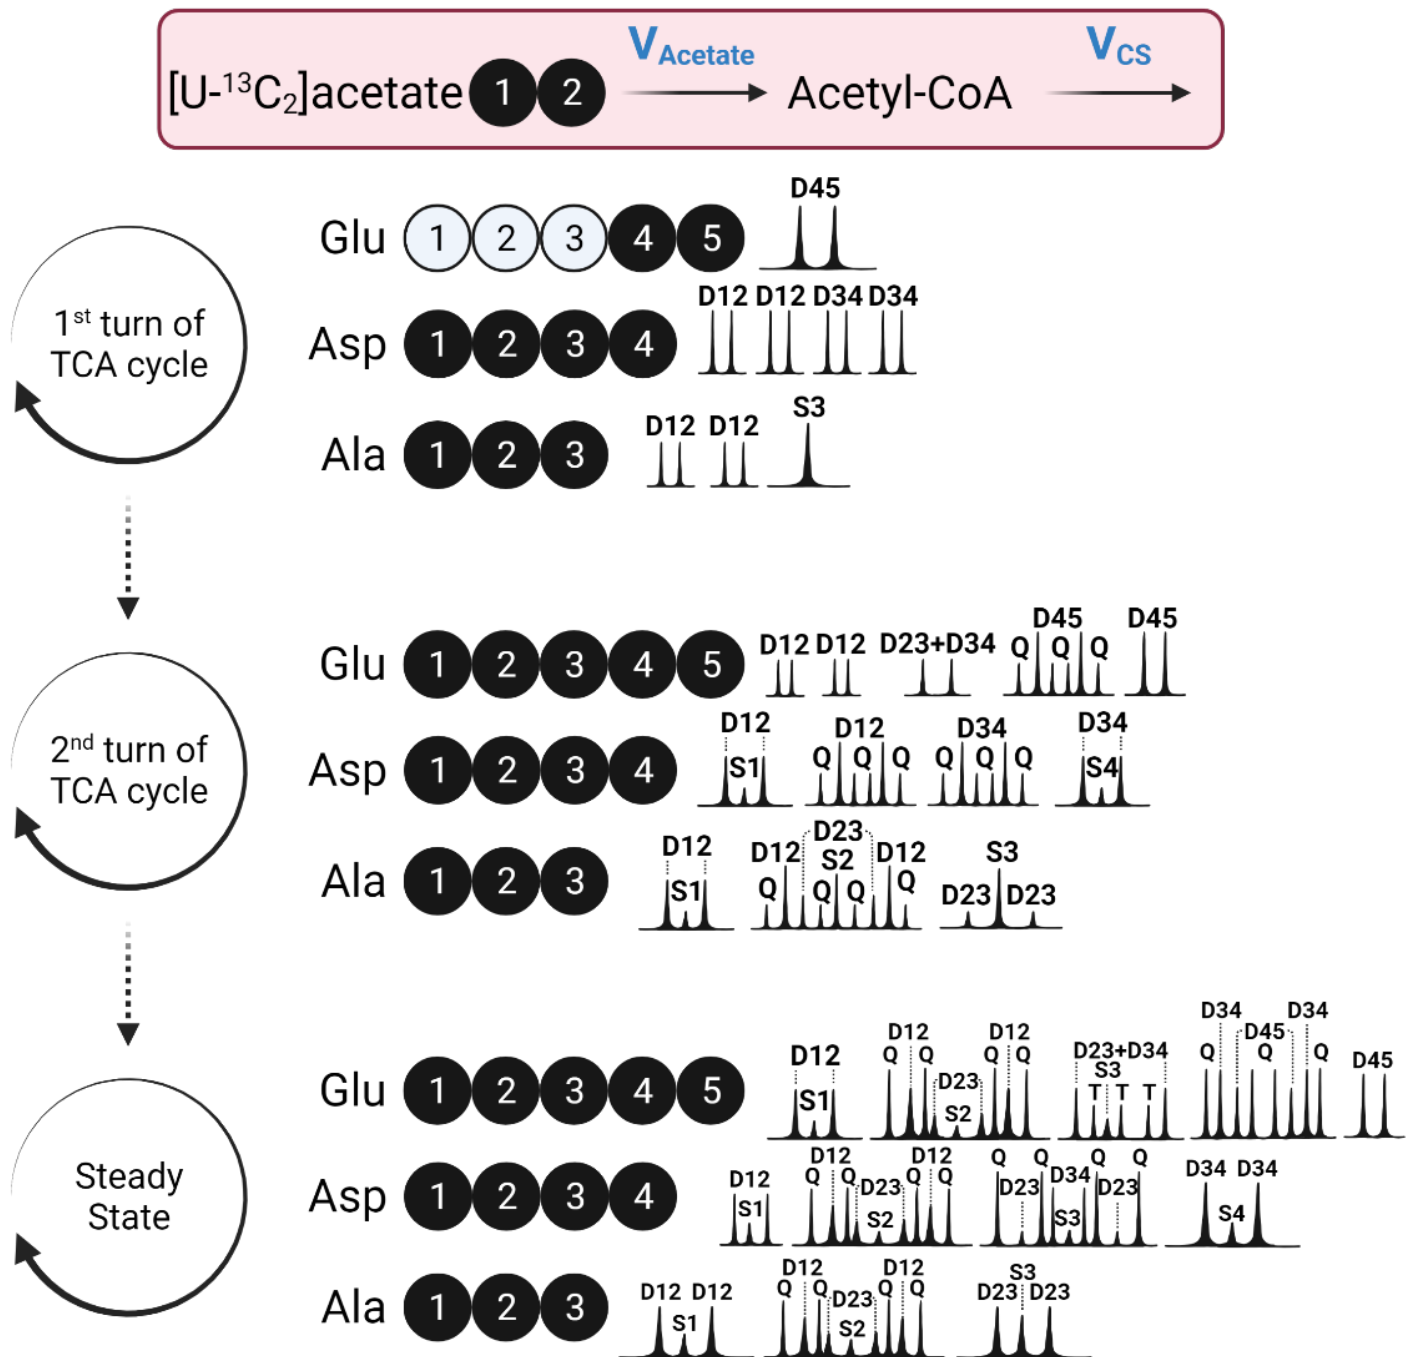 V_Acetate V_CS
[U-¹³C₂]acetate 1 2 Acetyl-CoA
D45
Glu 1 2 3 4 5
1st turn of
TCA cycle
D12 D12 D34 D34
Asp 1 2 3 4
S3
D12 D12
Ala 1 2 3
D45 D45
D12 D12 D23+D34 Q Q Q
Glu 1 2 3 4 5
2nd turn of
TCA cycle
D12 D12 D34 D34
S1 Q Q Q Q Q Q S4
Asp 1 2 3 4
D23
D12 D12 S2 D12 S3
S1 Q Q Q Q D23 D23
Ala 1 2 3
D34 D34
D12 D12 D45
D12 Q Q Q Q D23+D34 Q Q Q D45
S3
D23
S1 S2 T T T
Glu 1 2 3 4 5
Steady
State
D12 D12 Q Q Q Q
D12 Q Q Q Q D34 D34 D34
D23 D23 D23
S1 S2 S3 S4
Asp 1 2 3 4
D12 D12 S3
D12 D12 Q Q Q Q D23 D23
D23
S1 S2
Ala 1 2 3